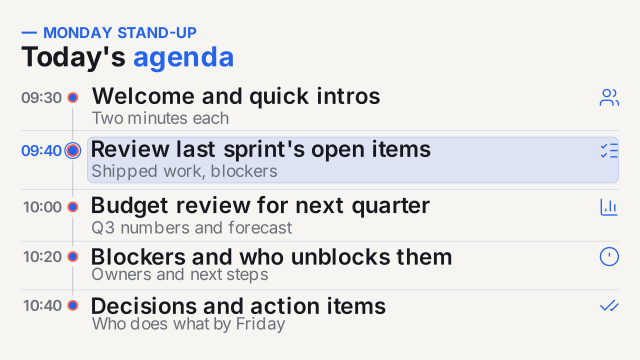 — MONDAY STAND-UP
Today's agenda
09:30 Welcome and quick intros
Two minutes each
09:40 Review last sprint's open items
Shipped work, blockers
10:00 Budget review for next quarter
Q3 numbers and forecast
10:20 Blockers and who unblocks them
Owners and next steps
10:40 Decisions and action items
Who does what by Friday